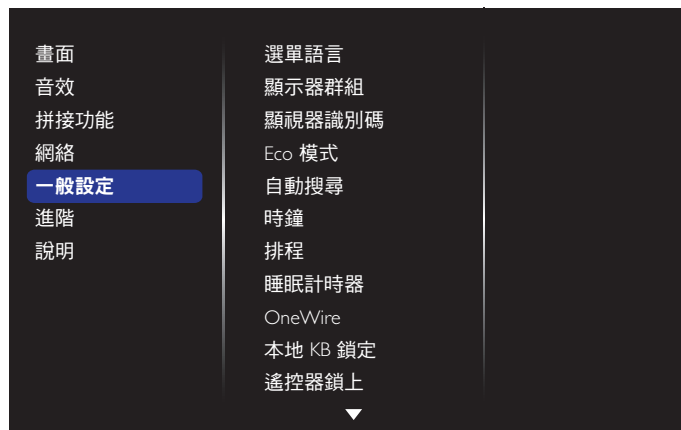 畫面
音效
拼接功能
網絡
一般設定
進階
說明
選單語言
顯示器群組
顯視器識別碼
Eco 模式
自動搜尋
時鐘
排程
睡眠計時器
OneWire
本地 KB 鎖定
遙控器鎖上